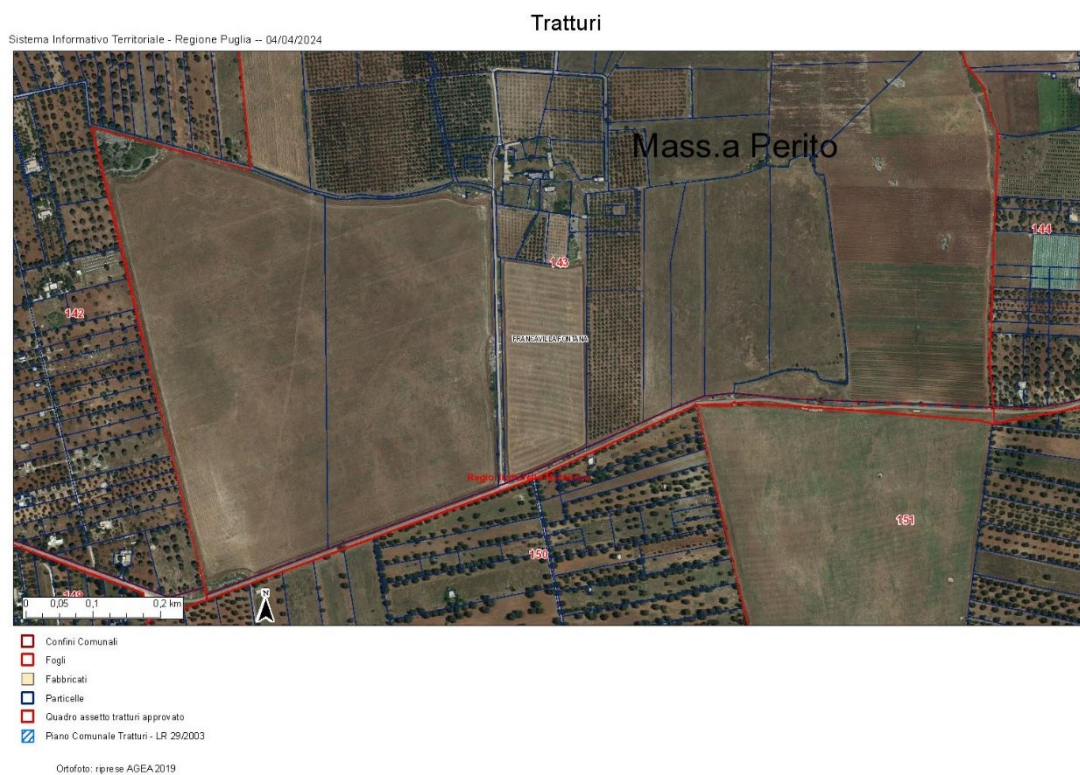 Tratturi
Sistema Informativo Territoriale - Regione Puglia -- 04/04/2024
Mass.a Perito
144
143
142
FRANCAVILLA FONTANA
151
150
N
0 0,05 0,1 0,2 km
Confini Comunali
Fogli
Fabbricati
Particelle
Quadro assetto tratturi approvato
Piano Comunale Tratturi - LR 29/2003
Ortofoto: riprese AGEA 2019